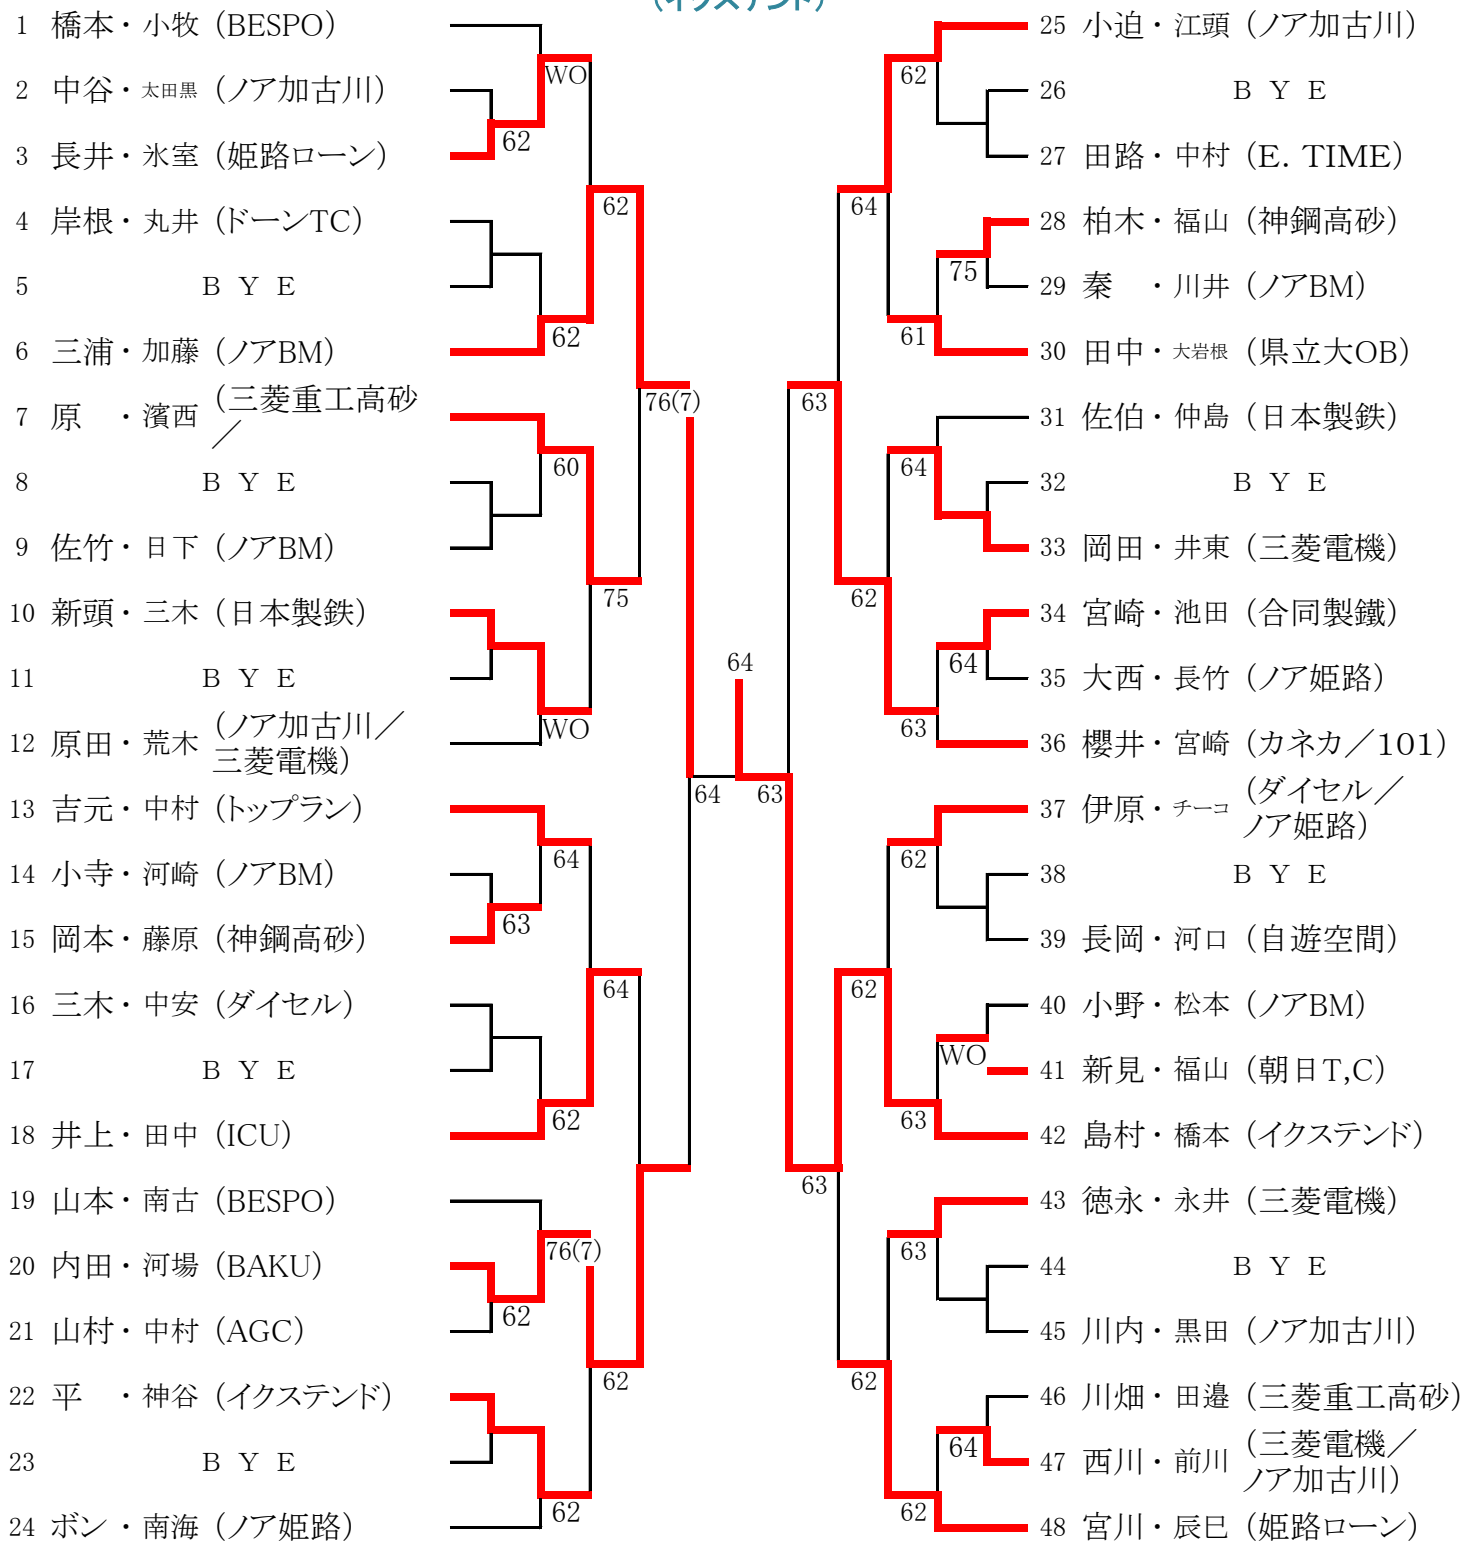 (イクステンド)
1 橋本・小牧 (BESPO)
2 中谷・太田黒 (ノア加古川)
3 長井・氷室 (姫路ローン)
4 岸根・丸井 (ドーンTC)
5 B Y E
6 三浦・加藤 (ノアBM)
7 原 ・濱西 (三菱重工高砂
／
8 B Y E
9 佐竹・日下 (ノアBM)
10 新頭・三木 (日本製鉄)
11 B Y E
12 原田・荒木 (ノア加古川／
三菱電機)
13 吉元・中村 (トップラン)
14 小寺・河崎 (ノアBM)
15 岡本・藤原 (神鋼高砂)
16 三木・中安 (ダイセル)
17 B Y E
18 井上・田中 (ICU)
19 山本・南古 (BESPO)
20 内田・河場 (BAKU)
21 山村・中村 (AGC)
22 平 ・神谷 (イクステンド)
23 B Y E
24 ボン・南海 (ノア姫路)
WO
62
62
62
60
75
WO
76(7)
64
63
64
62
76(7)
62
62
62
64
64
63
62
64
75
61
63
64
62
64
63
62
62
WO
63
63
63
62
64
62
25 小迫・江頭 (ノア加古川)
26 B Y E
27 田路・中村 (E. TIME)
28 柏木・福山 (神鋼高砂)
29 秦 ・川井 (ノアBM)
30 田中・大岩根 (県立大OB)
31 佐伯・仲島 (日本製鉄)
32 B Y E
33 岡田・井東 (三菱電機)
34 宮崎・池田 (合同製鐵)
35 大西・長竹 (ノア姫路)
36 櫻井・宮崎 (カネカ／101)
37 伊原・チーコ (ダイセル／
ノア姫路)
38 B Y E
39 長岡・河口 (自遊空間)
40 小野・松本 (ノアBM)
41 新見・福山 (朝日T,C)
42 島村・橋本 (イクステンド)
43 徳永・永井 (三菱電機)
44 B Y E
45 川内・黒田 (ノア加古川)
46 川畑・田邉 (三菱重工高砂)
47 西川・前川 (三菱電機／
ノア加古川)
48 宮川・辰巳 (姫路ローン)